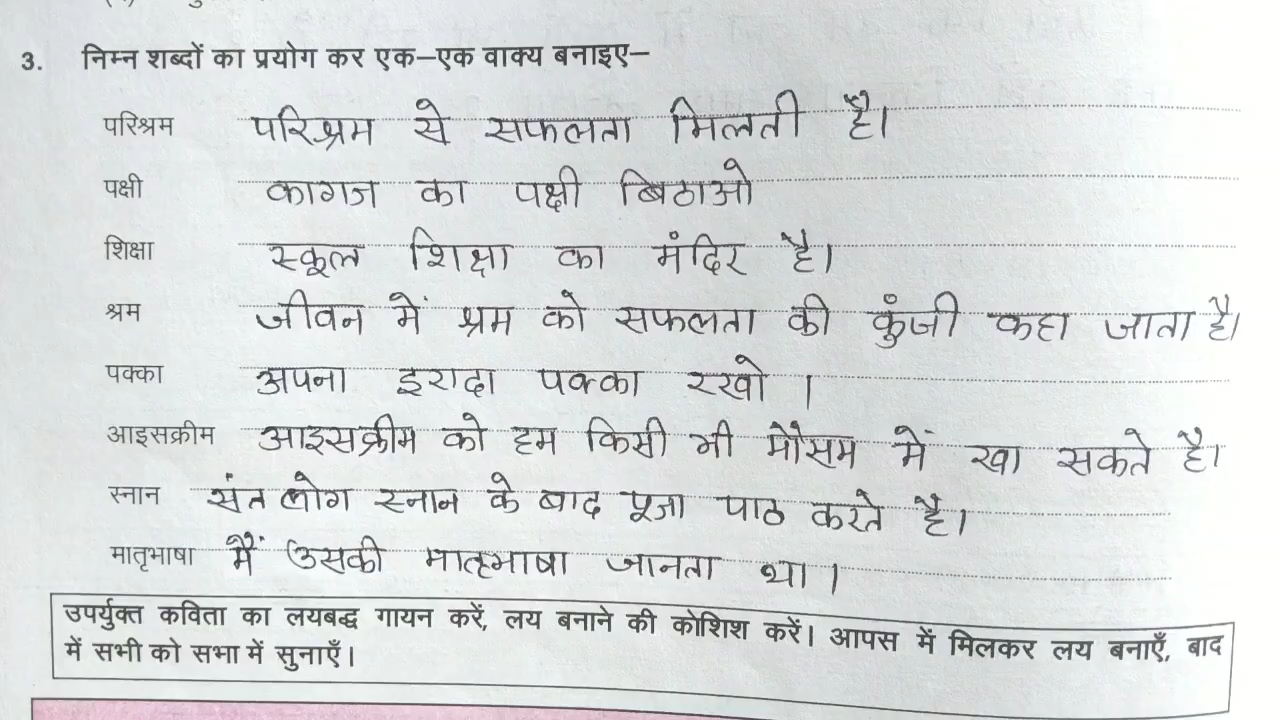 3. निम्न शब्दों का प्रयोग कर एक–एक वाक्य बनाइए–
परिश्रम परिश्रम से सफलता मिलती है।
पक्षी कागज का पक्षी बिठाओ
शिक्षा स्कूल शिक्षा का मंदिर है।
श्रम जीवन में श्रम को सफलता की कुंजी कहा जाता है।
पक्का अपना इरादा पक्का रखो ।
आइसक्रीम आइसक्रीम को हम किसी भी मौसम में खा सकते है।
स्नान संत लोग स्नान के बाद पूजा पाठ करते है।
मातृभाषा मैं उसकी मातृभाषा जानता था ।
उपर्युक्त कविता का लयबद्ध गायन करें, लय बनाने की कोशिश करें। आपस में मिलकर लय बनाएँ, बाद
में सभी को सभा में सुनाएँ।